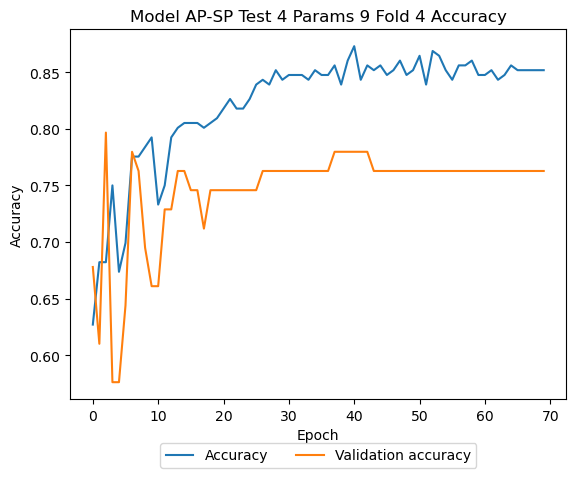 Model AP-SP Test 4 Params 9 Fold 4 Accuracy
0.85
0.80
0.75
0.70
0.65
0.60
Accuracy
0 10 20 30 40 50 60 70
Epoch
Accuracy Validation accuracy